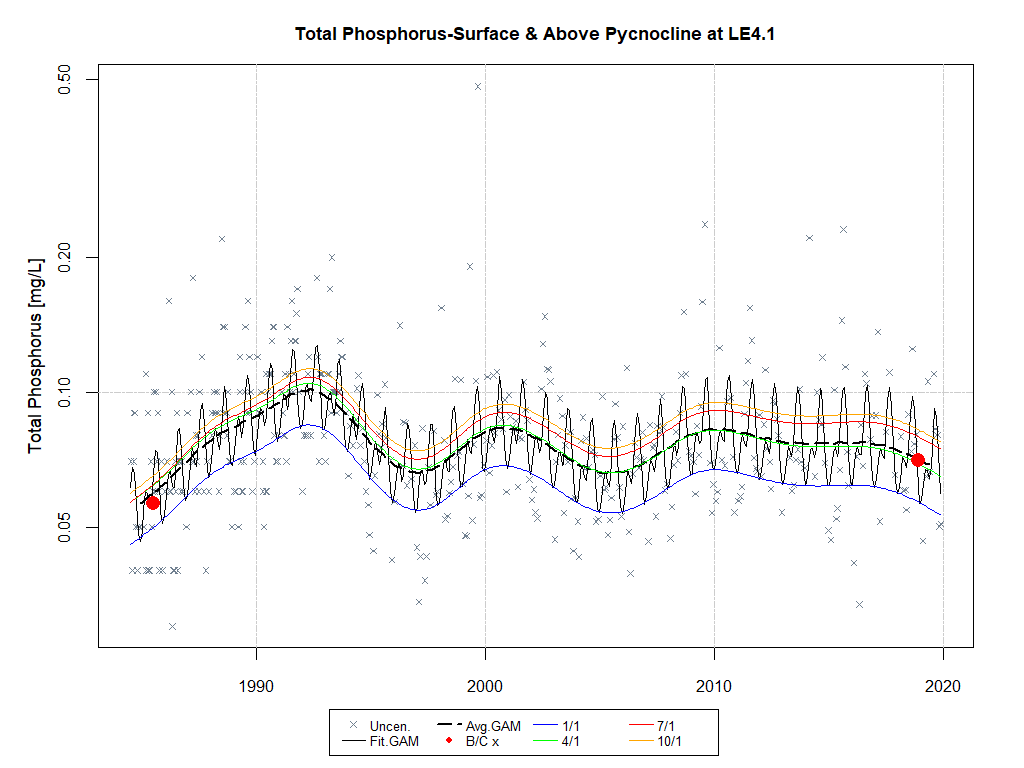 Total Phosphorus-Surface & Above Pycnocline at LE4.1
Total Phosphorus [mg/L]
0.50
0.20
0.10
0.05
1990 2000 2010 2020
Uncen. Avg.GAM 1/1 7/1
Fit.GAM B/C x 4/1 10/1